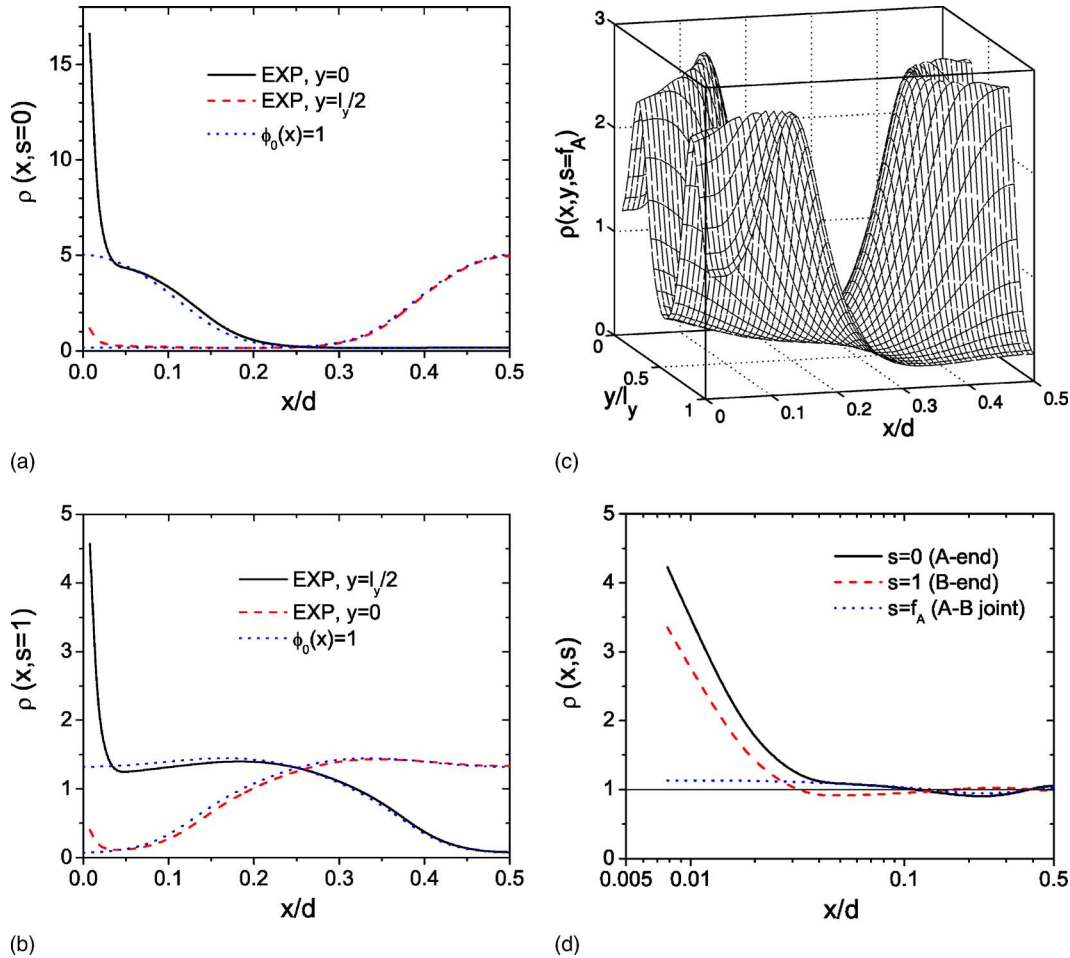 15
10
5
0
ρ (x,s=0)
EXP, y=0
EXP, y=l_y/2
ϕ₀(x)=1
0.0 0.1 0.2 0.3 0.4 0.5
x/d
(a)
3
2
1
0
ρ(x,y,s=f_A)
0
0.5
1
y/l_y
0 0.1 0.2 0.3 0.4 0.5
x/d
(c)
5
4
3
2
1
0
ρ (x,s=1)
EXP, y=l_y/2
EXP, y=0
ϕ₀(x)=1
0.0 0.1 0.2 0.3 0.4 0.5
x/d
(b)
5
4
3
2
1
0
ρ (x,s)
s=0 (A-end)
s=1 (B-end)
s=f_A (A-B joint)
0.005 0.01 0.1 0.5
x/d
(d)